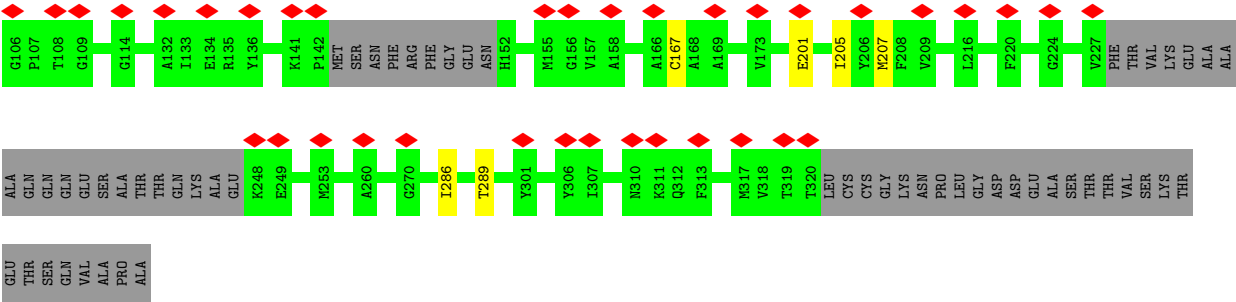 G106 P107 T108 G109 G114 A132 I133 E134 R135 Y136 K141 P142 MET SER ASN PHE ARG PHE GLY GLU ASN H152 M155 G156 V157 A158 A166 C167 A168 A169 V173 E201 I205 Y206 M207 F208 V209 L216 F220 G224 V227 PHE THR VAL LYS GLU ALA ALA
ALA GLN GLN GLN GLU SER ALA THR THR GLN LYS ALA GLU K248 E249 M253 A260 G270 I286 T289 Y301 Y306 I307 N310 K311 Q312 F313 M317 V318 T319 T320 LEU CYS CYS GLY LYS ASN PRO LEU GLY ASP ASP GLU ALA SER THR THR VAL SER LYS THR
GLU THR SER GLN VAL ALA PRO ALA